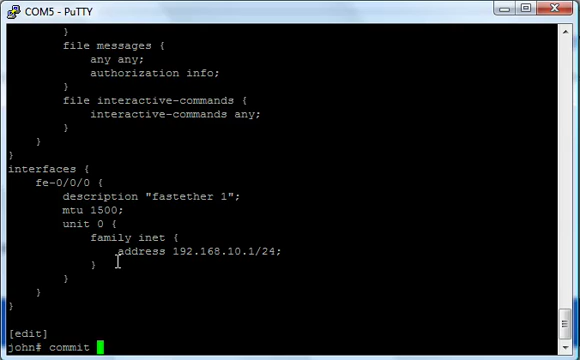 COM5 - PuTTY
}
file messages {
any any;
authorization info;
}
file interactive-commands {
interactive-commands any;
}
}
}
interfaces {
fe-0/0/0 {
description "fastether 1";
mtu 1500;
unit 0 {
family inet {
address 192.168.10.1/24;
}
}
}
}
[edit]
john# commit